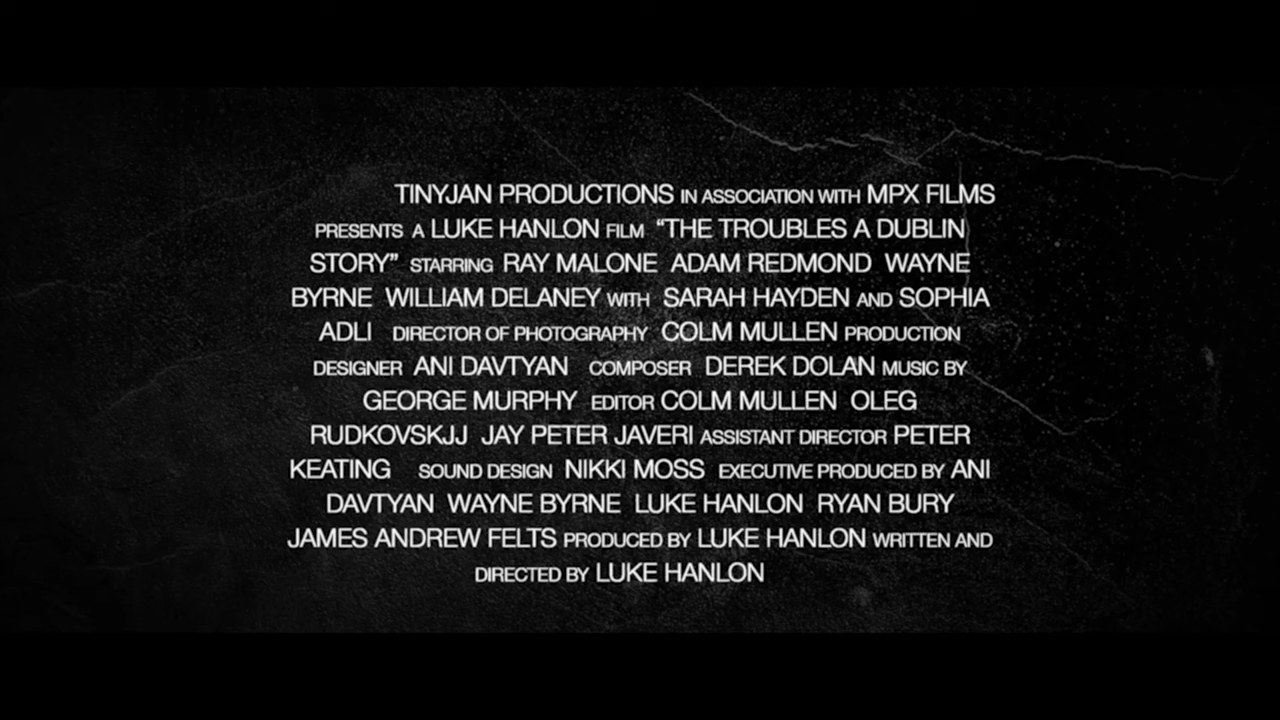 TINYJAN PRODUCTIONS IN ASSOCIATION WITH MPX FILMS
PRESENTS A LUKE HANLON FILM “THE TROUBLES A DUBLIN
STORY” STARRING RAY MALONE ADAM REDMOND WAYNE
BYRNE WILLIAM DELANEY WITH SARAH HAYDEN AND SOPHIA
ADLI DIRECTOR OF PHOTOGRAPHY COLM MULLEN PRODUCTION
DESIGNER ANI DAVTYAN COMPOSER DEREK DOLAN MUSIC BY
GEORGE MURPHY EDITOR COLM MULLEN OLEG
RUDKOVSKJJ JAY PETER JAVERI ASSISTANT DIRECTOR PETER
KEATING SOUND DESIGN NIKKI MOSS EXECUTIVE PRODUCED BY ANI
DAVTYAN WAYNE BYRNE LUKE HANLON RYAN BURY
JAMES ANDREW FELTS PRODUCED BY LUKE HANLON WRITTEN AND
DIRECTED BY LUKE HANLON